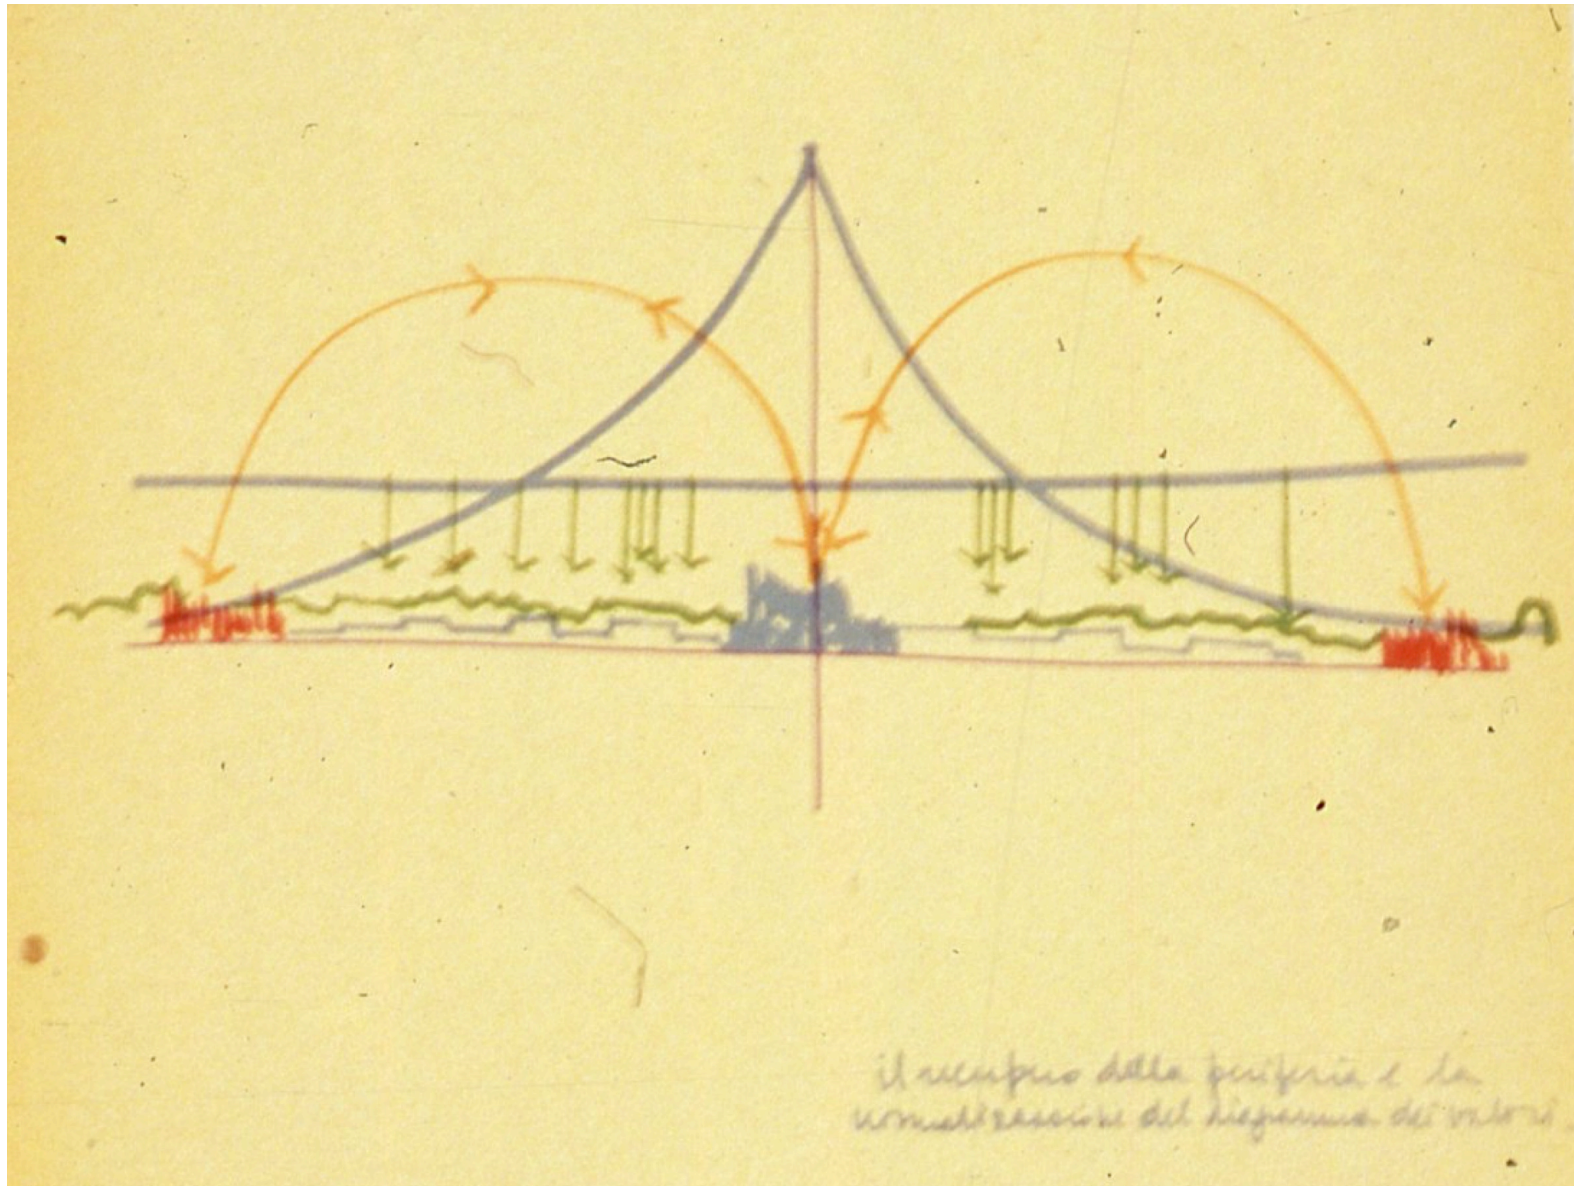 il recupero della periferia e la
normalizzazione del diagramma dei valori